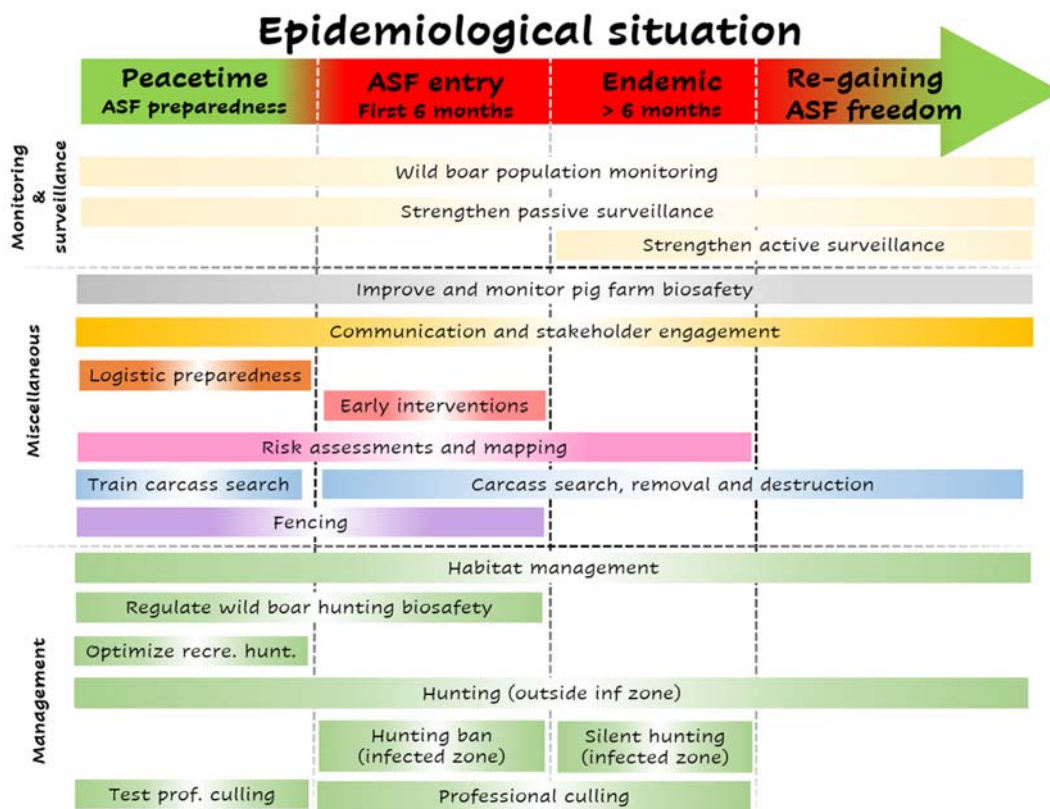 Epidemiological situation
Peacetime
ASF preparedness
ASF entry
First 6 months
Endemic
> 6 months
Re-gaining
ASF freedom
Monitoring
&
surveillance
Wild boar population monitoring
Strengthen passive surveillance
Strengthen active surveillance
Miscellaneous
Improve and monitor pig farm biosafety
Communication and stakeholder engagement
Logistic preparedness
Early interventions
Risk assessments and mapping
Train carcass search
Carcass search, removal and destruction
Fencing
Management
Habitat management
Regulate wild boar hunting biosafety
Optimize recre. hunt.
Hunting (outside inf zone)
Hunting ban
(infected zone)
Silent hunting
(infected zone)
Test prof. culling
Professional culling